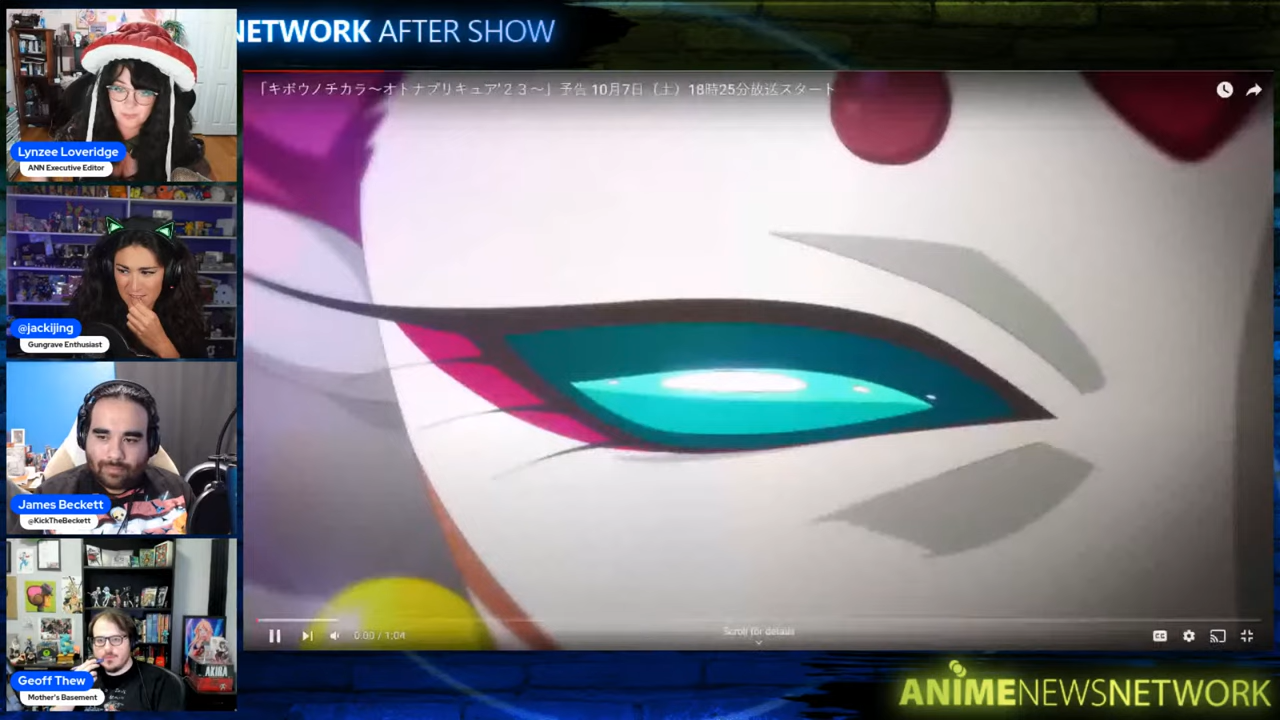 NETWORK AFTER SHOW
「キボウノチカラ〜オトナプリキュア'23〜」予告 10月7日（土）18時25分放送スタート
Lynzee Loveridge
ANN Executive Editor
@jackijing
Gungrave Enthusiast
James Beckett
@KickTheBeckett
Geoff Thew
Mother's Basement
AKIRA
0:00 / 1:04
Scroll for details
CC
ANIMENEWSNETWORK